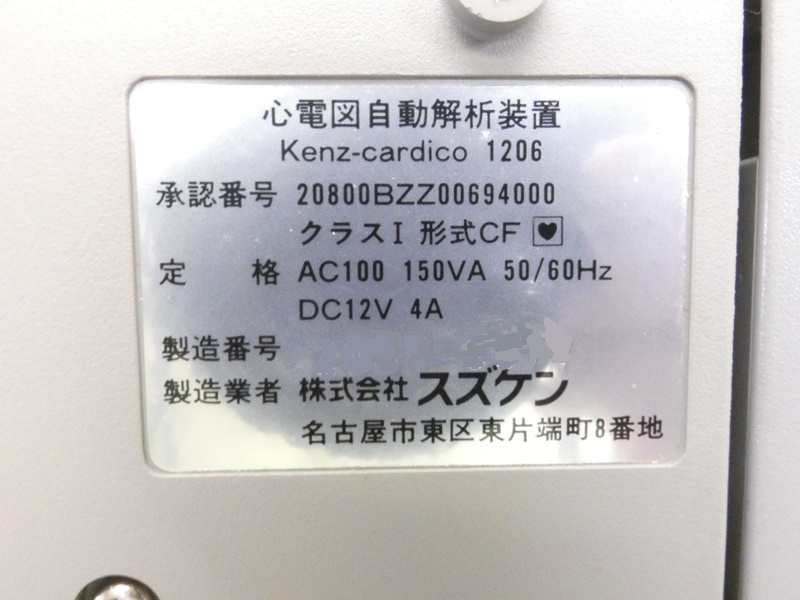 心電図自動解析装置
Kenz-cardico 1206
承認番号 20800BZZ00694000
クラスI 形式CF
定 格 AC100 150VA 50/60Hz
DC12V 4A
製造番号
製造業者 株式会社 スズケン
名古屋市東区東片端町8番地